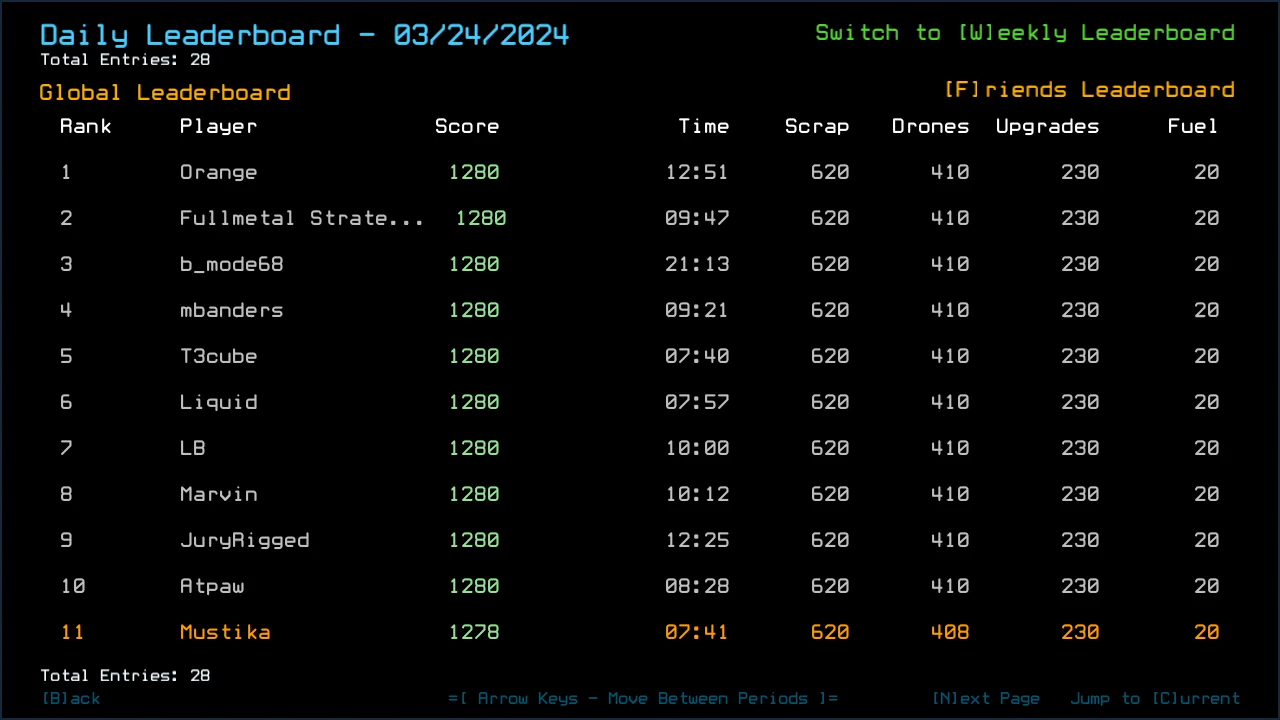 Daily Leaderboard - 03/24/2024 Switch to [W]eekly Leaderboard
Total Entries: 28
Global Leaderboard [F]riends Leaderboard
Rank Player Score Time Scrap Drones Upgrades Fuel
1 Orange 1280 12:51 620 410 230 20
2 Fullmetal Strate... 1280 09:47 620 410 230 20
3 b_mode68 1280 21:13 620 410 230 20
4 mbanders 1280 09:21 620 410 230 20
5 T3cube 1280 07:40 620 410 230 20
6 Liquid 1280 07:57 620 410 230 20
7 LB 1280 10:00 620 410 230 20
8 Marvin 1280 10:12 620 410 230 20
9 JuryRigged 1280 12:25 620 410 230 20
10 Atpaw 1280 08:28 620 410 230 20
11 Mustika 1278 07:41 620 408 230 20
Total Entries: 28
[B]ack =[ Arrow Keys - Move Between Periods ]= [N]ext Page Jump to [C]urrent